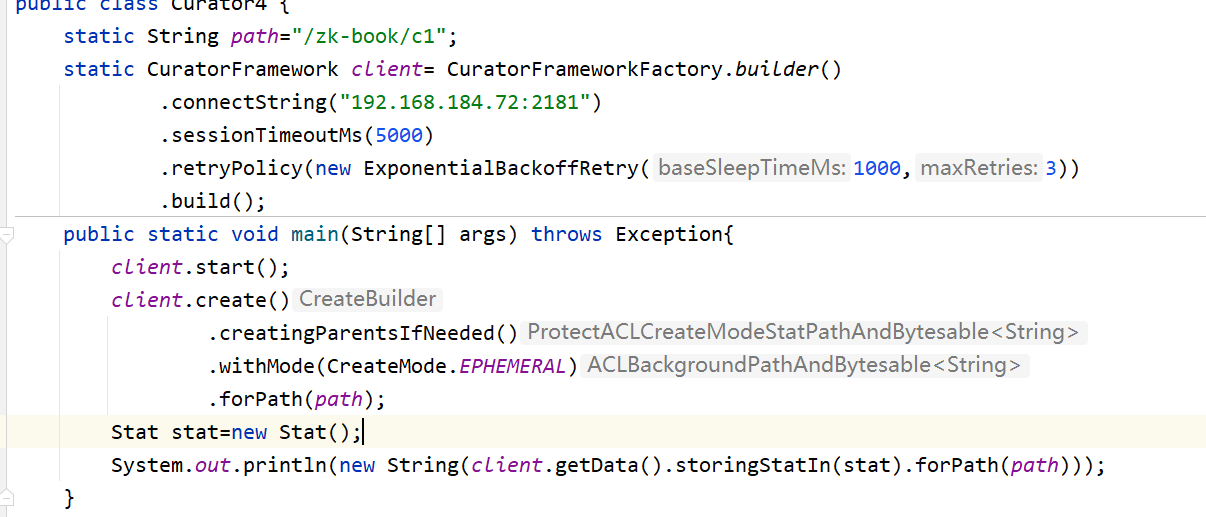 public class Curator4 {
    static String path="/zk-book/c1";
    static CuratorFramework client= CuratorFrameworkFactory.builder()
            .connectString("192.168.184.72:2181")
            .sessionTimeoutMs(5000)
            .retryPolicy(new ExponentialBackoffRetry( baseSleepTimeMs: 1000, maxRetries: 3))
            .build();
    public static void main(String[] args) throws Exception{
        client.start();
        client.create() CreateBuilder
                .creatingParentsIfNeeded() ProtectACLCreateModeStatPathAndBytesable<String>
                .withMode(CreateMode.EPHEMERAL) ACLBackgroundPathAndBytesable<String>
                .forPath(path);
        Stat stat=new Stat();
        System.out.println(new String(client.getData().storingStatIn(stat).forPath(path)));
    }